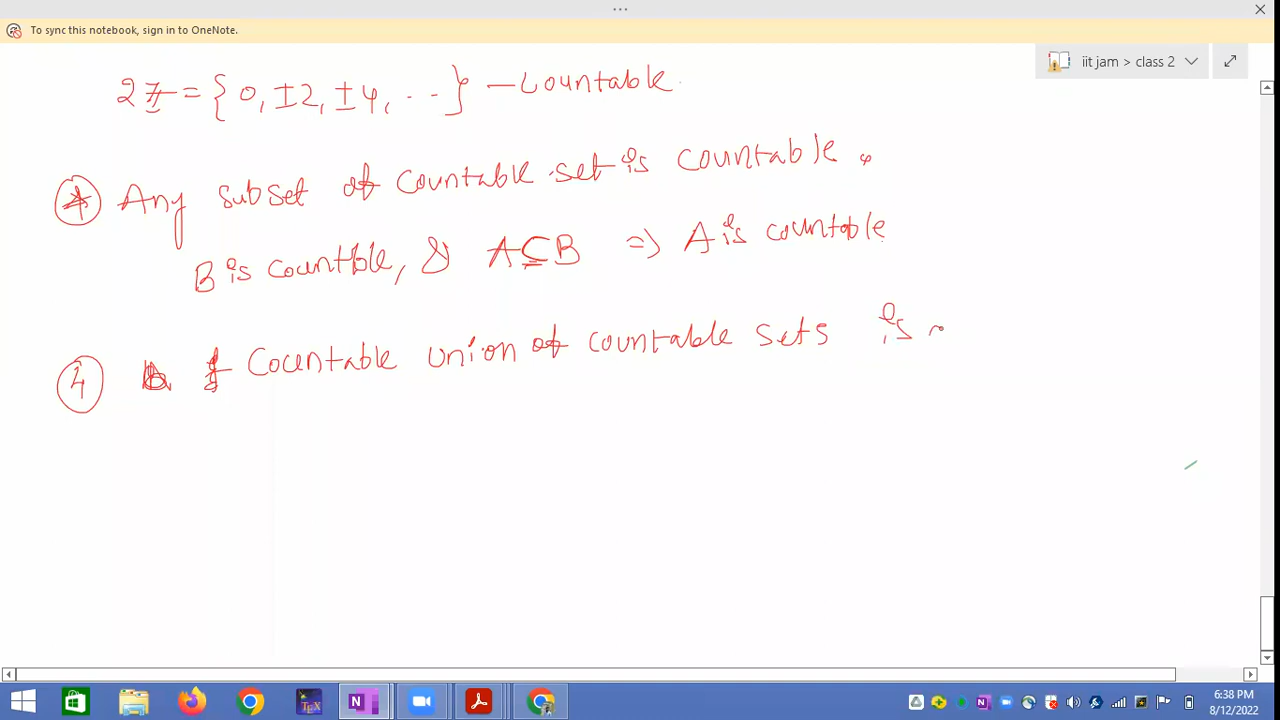 To sync this notebook, sign in to OneNote.
iit jam > class 2
2ℤ = { 0, ±2, ±4, . . . } — Countable
* Any subset of countable set is countable.
B is countble, & A ⊆ B => A is countable
4 Countable union of countable sets is
6:38 PM
8/12/2022